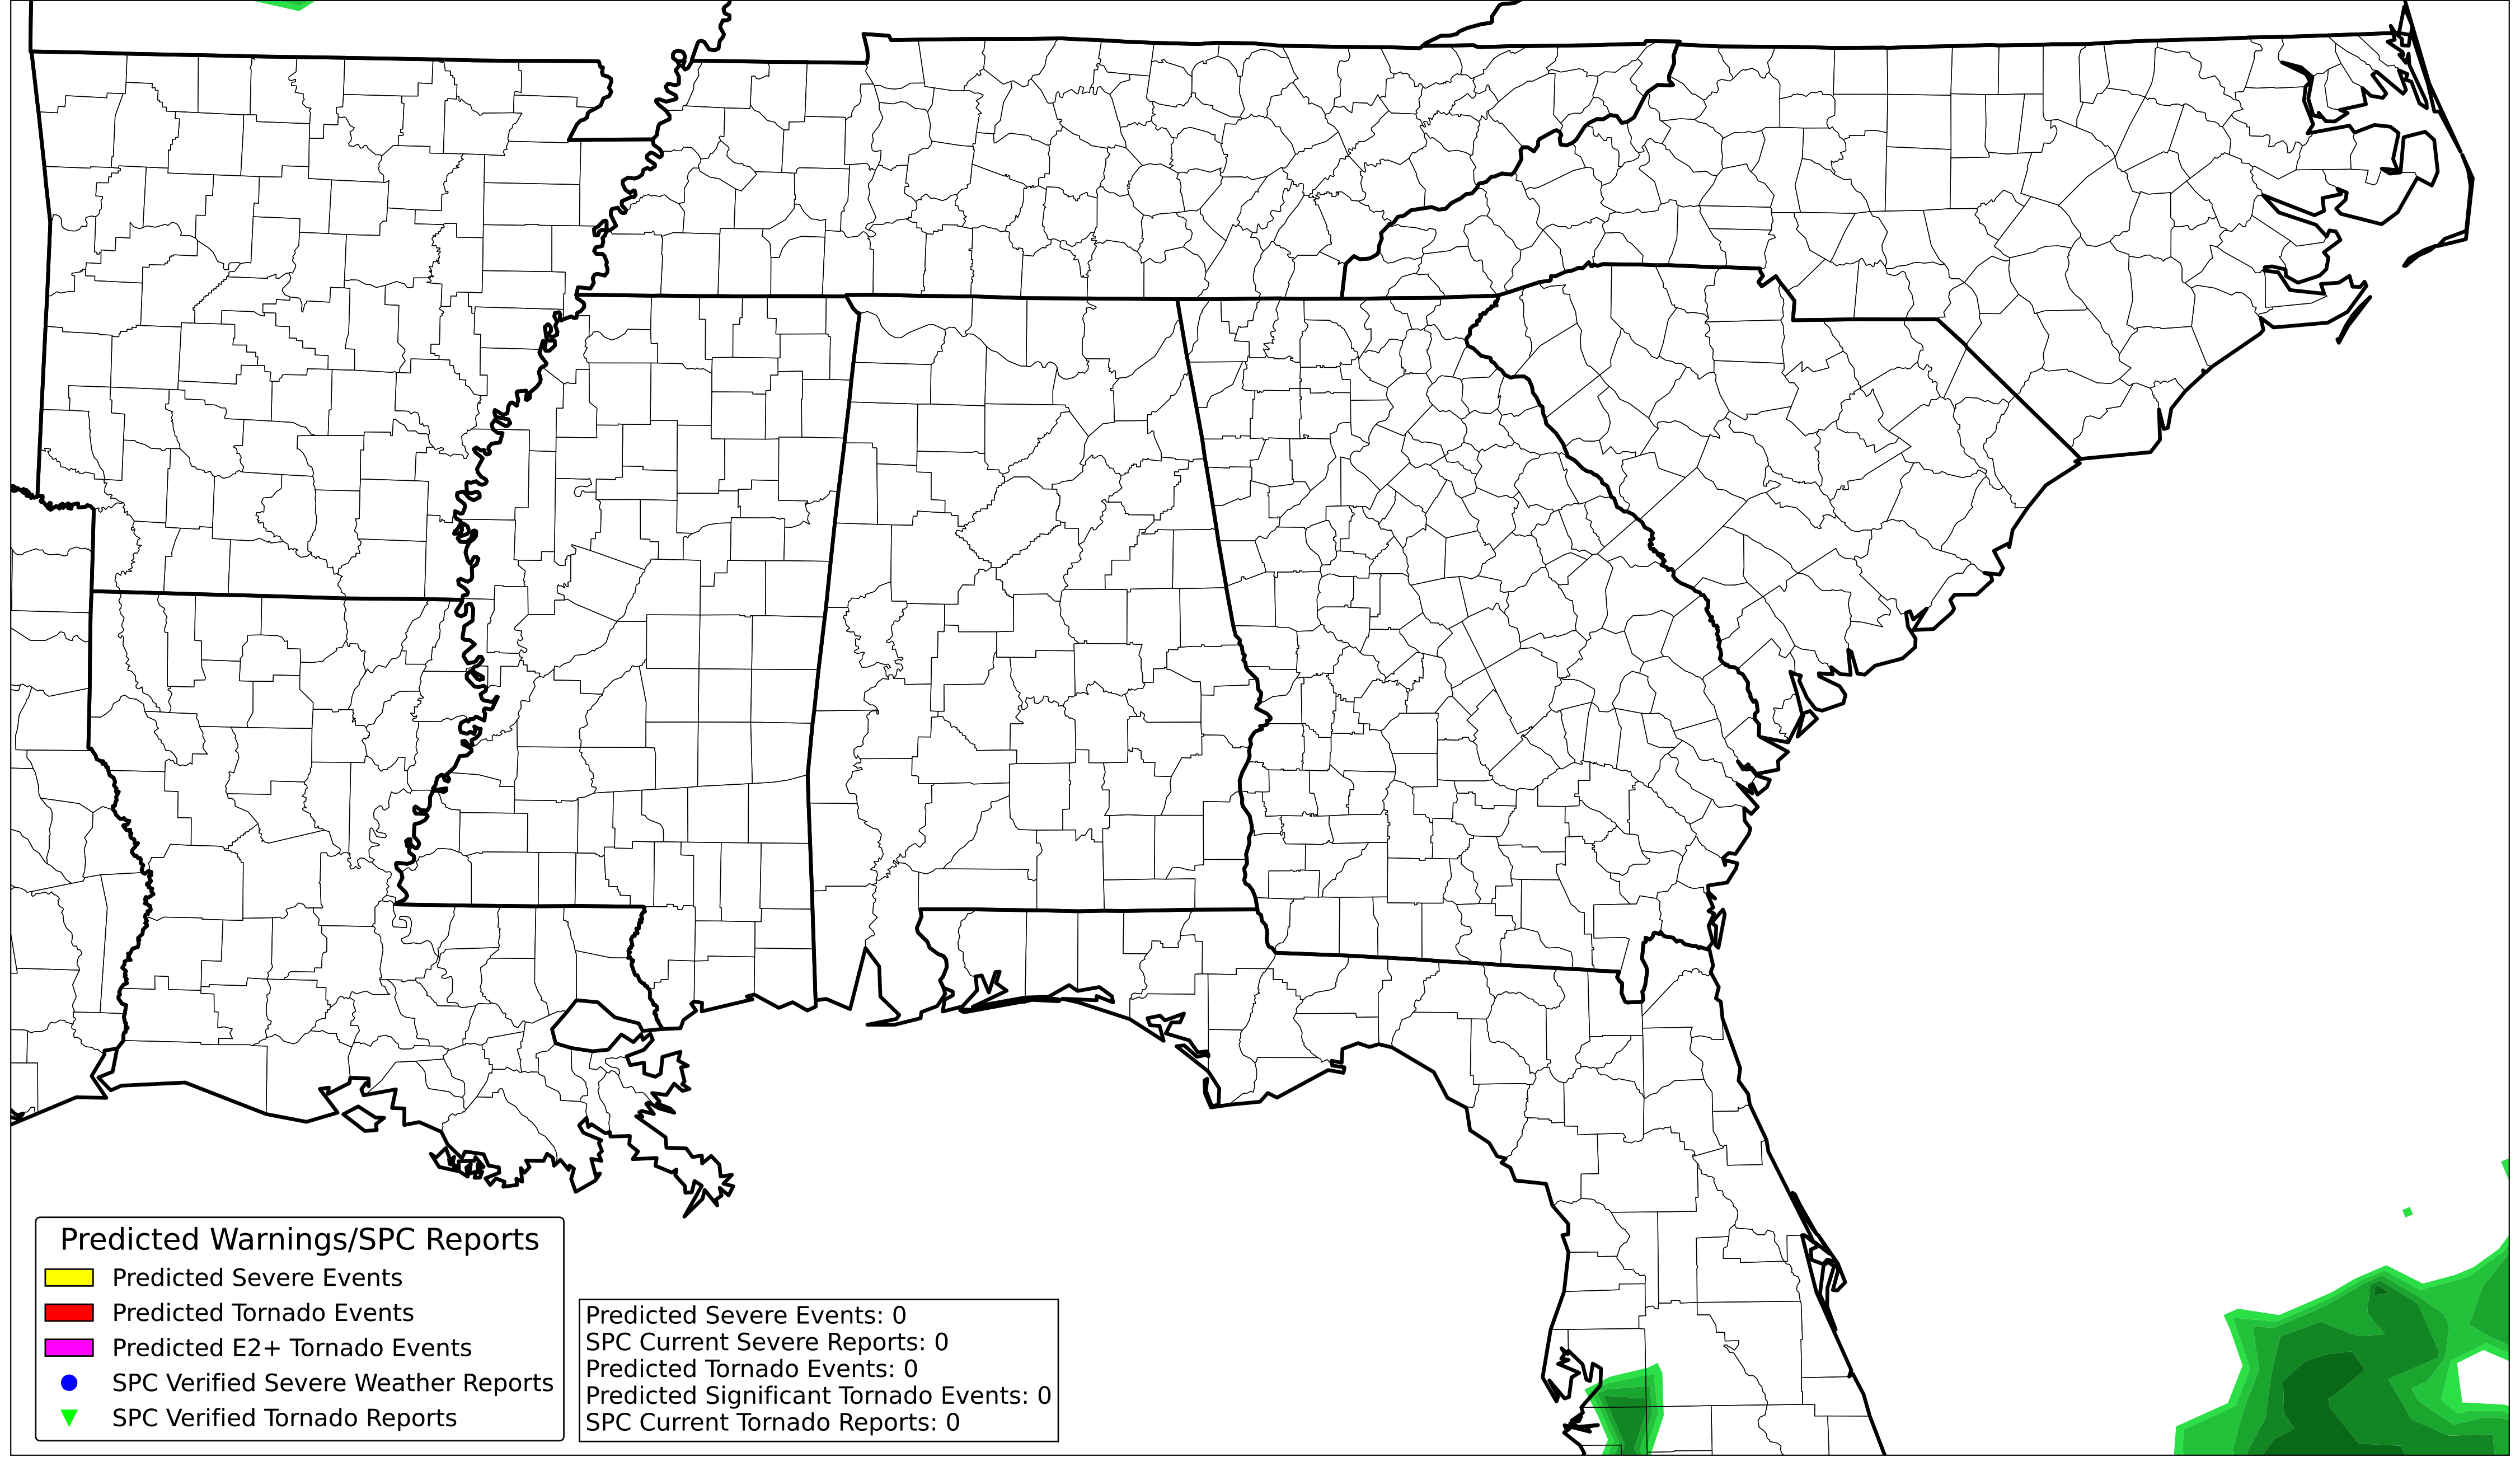 Predicted Warnings/SPC Reports
Predicted Severe Events
Predicted Tornado Events
Predicted E2+ Tornado Events
SPC Verified Severe Weather Reports
SPC Verified Tornado Reports
Predicted Severe Events: 0
SPC Current Severe Reports: 0
Predicted Tornado Events: 0
Predicted Significant Tornado Events: 0
SPC Current Tornado Reports: 0